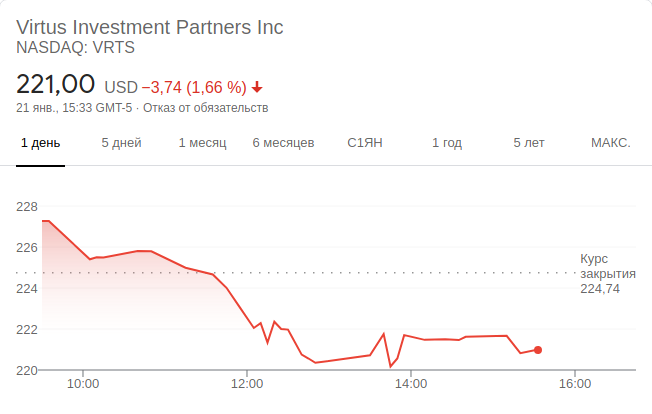 Virtus Investment Partners Inc
NASDAQ: VRTS
221,00 USD −3,74 (1,66 %)
21 янв., 15:33 GMT-5 · Отказ от обязательств
1 день 5 дней 1 месяц 6 месяцев С1ЯН 1 год 5 лет МАКС.
228
226
Курс
закрытия
224,74
224
222
220
10:00 12:00 14:00 16:00